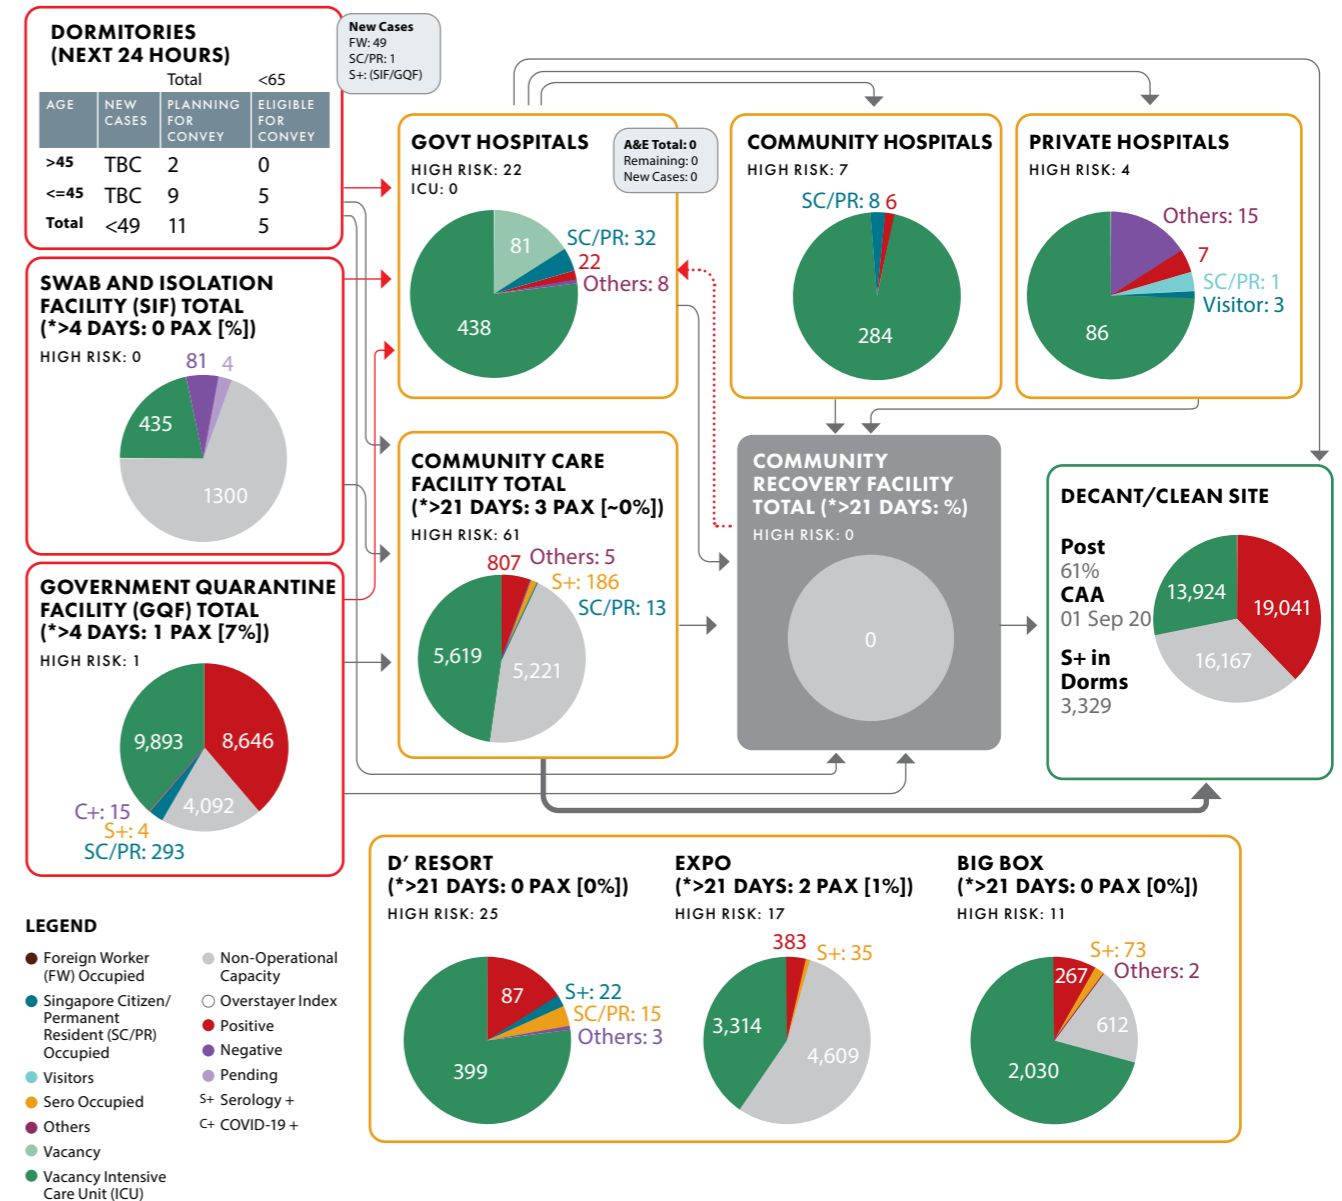 DORMITORIES
(NEXT 24 HOURS)
Total <65
AGE NEW CASES PLANNING FOR CONVEY ELIGIBLE FOR CONVEY
>45 TBC 2 0
<=45 TBC 9 5
Total <49 11 5
New Cases
FW: 49
SC/PR: 1
S+: (SIF/GQF)
SWAB AND ISOLATION
FACILITY (SIF) TOTAL
(*>4 DAYS: 0 PAX [%])
HIGH RISK: 0
81 4
435
1300
GOVERNMENT QUARANTINE
FACILITY (GQF) TOTAL
(*>4 DAYS: 1 PAX [7%])
HIGH RISK: 1
9,893 8,646
4,092
C+: 15
S+: 4
SC/PR: 293
GOVT HOSPITALS
HIGH RISK: 22
ICU: 0
81
SC/PR: 32
22
Others: 8
438
A&E Total: 0
Remaining: 0
New Cases: 0
COMMUNITY HOSPITALS
HIGH RISK: 7
SC/PR: 8 6
284
PRIVATE HOSPITALS
HIGH RISK: 4
Others: 15
7
SC/PR: 1
Visitor: 3
86
COMMUNITY CARE
FACILITY TOTAL
(*>21 DAYS: 3 PAX [~0%])
HIGH RISK: 61
807 Others: 5
S+: 186
SC/PR: 13
5,619
5,221
COMMUNITY
RECOVERY FACILITY
TOTAL (*>21 DAYS: %)
HIGH RISK: 0
0
DECANT/CLEAN SITE
Post
61%
CAA
01 Sep 20
S+ in
Dorms
3,329
13,924
19,041
16,167
D' RESORT
(*>21 DAYS: 0 PAX [0%])
HIGH RISK: 25
87
S+: 22
SC/PR: 15
Others: 3
399
EXPO
(*>21 DAYS: 2 PAX [1%])
HIGH RISK: 17
383
S+: 35
3,314
4,609
BIG BOX
(*>21 DAYS: 0 PAX [0%])
HIGH RISK: 11
S+: 73
267
Others: 2
612
2,030
LEGEND
Foreign Worker
(FW) Occupied
Singapore Citizen/
Permanent
Resident (SC/PR)
Occupied
Visitors
Sero Occupied
Others
Vacancy
Vacancy Intensive
Care Unit (ICU)
Non-Operational
Capacity
Overstayer Index
Positive
Negative
Pending
S+ Serology +
C+ COVID-19 +